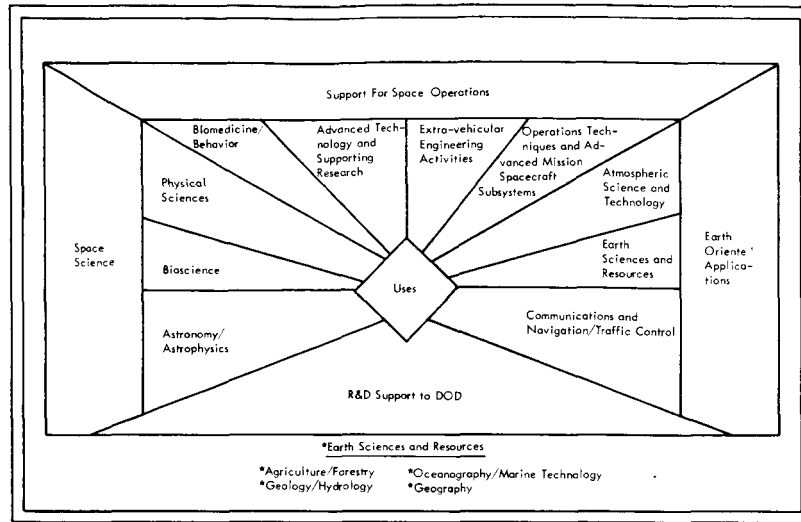 Support For Space Operations
Biomedicine/
Behavior
Advanced Tech-
nology and
Supporting
Research
Extra-vehicular
Engineering
Activities
Operations Tech-
niques and Ad-
vanced Mission
Spacecraft
Subsystems
Atmospheric
Science and
Technology
Physical
Sciences
Space
Science
Bioscience
Uses
Earth
Sciences and
Resources
Earth
Oriente'
Applica-
tions
Astronomy/
Astrophysics
Communications and
Navigation/Traffic Control
R&D Support to DOD
*Earth Sciences and Resources
*Agriculture/Forestry
*Oceanography/Marine Technology
*Geology/Hydrology
*Geography